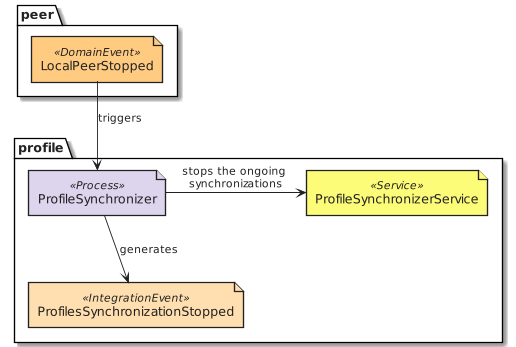 peer
«DomainEvent»
LocalPeerStopped
triggers
profile
«Process»
ProfileSynchronizer
stops the ongoing
synchronizations
«Service»
ProfileSynchronizerService
generates
«IntegrationEvent»
ProfilesSynchronizationStopped